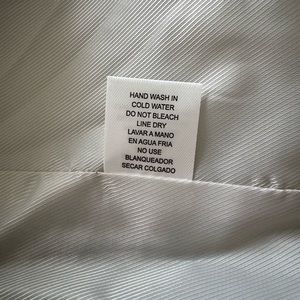 HAND WASH IN
COLD WATER
DO NOT BLEACH
LINE DRY
LAVAR A MANO
EN AGUA FRIA
NO USE
BLANQUEADOR
SECAR COLGADO